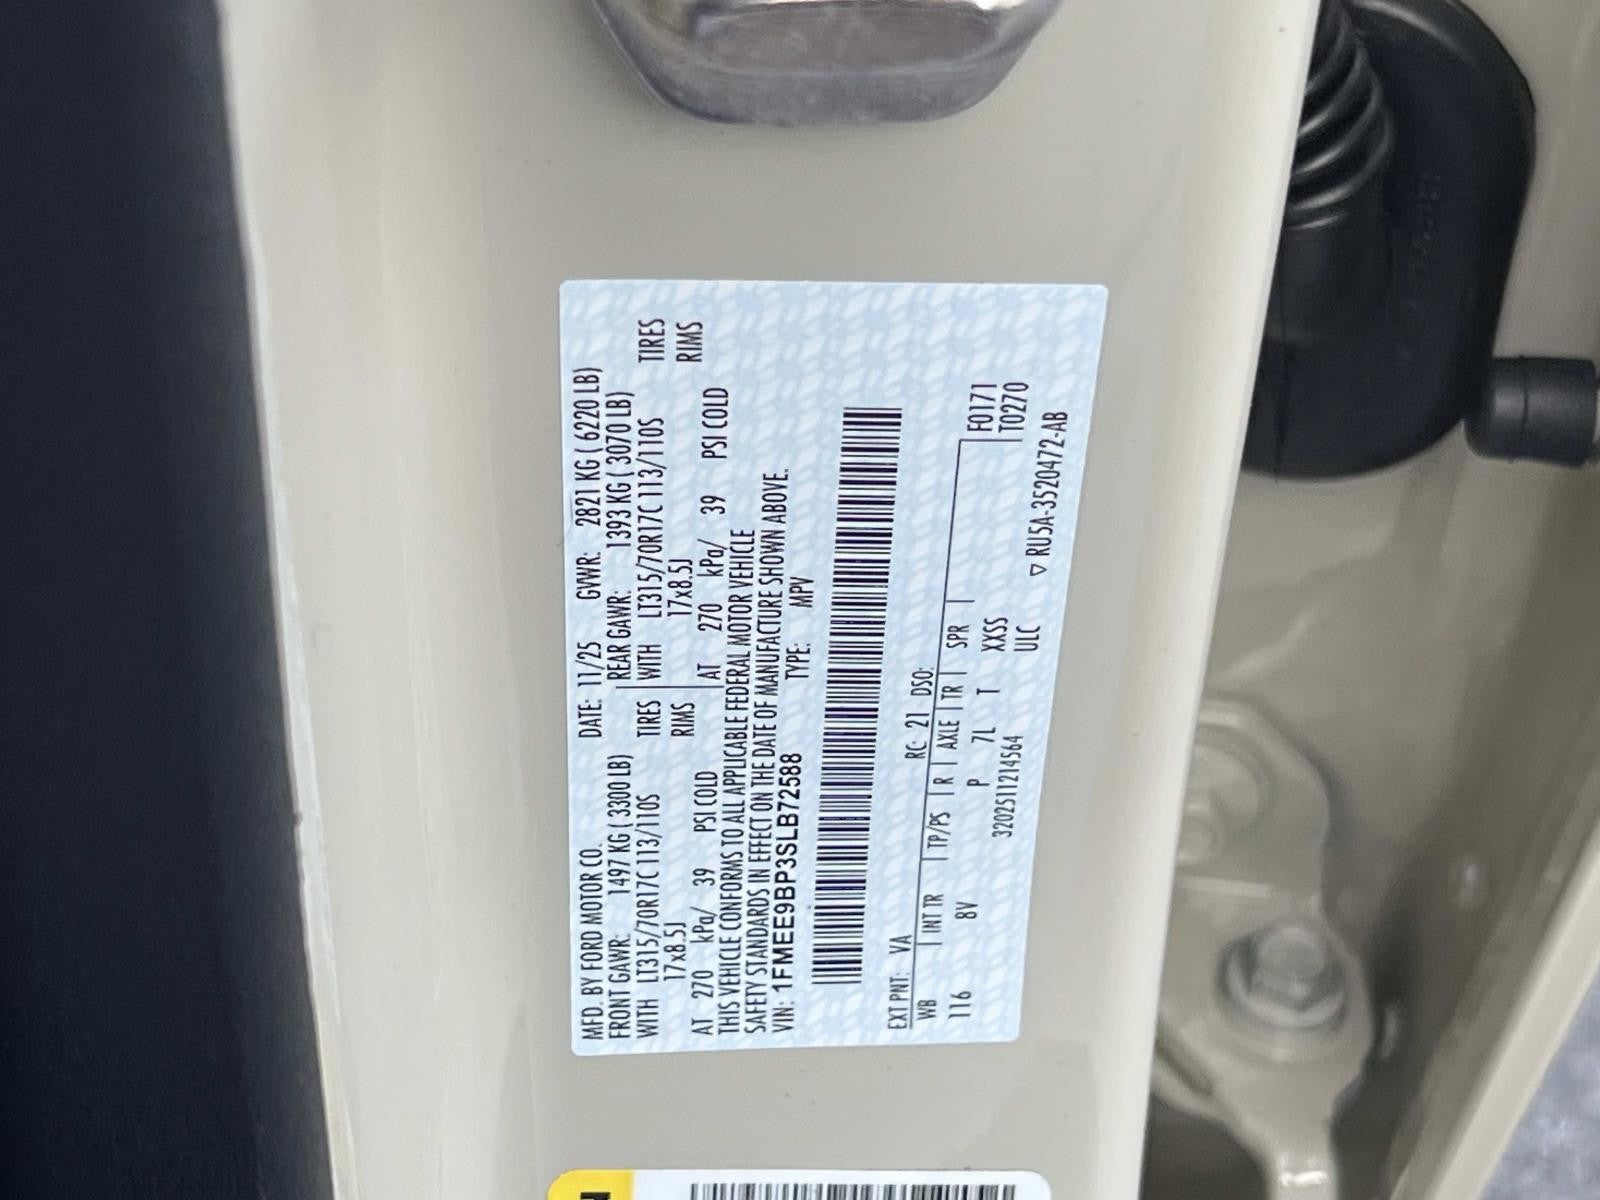 MFD. BY FORD MOTOR CO. DATE: 11/25 GVWR: 2821 KG ( 6220 LB)
FRONT GAWR: 1497 KG ( 3300 LB) REAR GAWR: 1393 KG ( 3070 LB)
WITH LT315/70R17C 113/110S TIRES WITH LT315/70R17C 113/110S TIRES
17x8.5J RIMS 17x8.5J RIMS
AT 270 kPa/ 39 PSI COLD AT 270 kPa/ 39 PSI COLD
THIS VEHICLE CONFORMS TO ALL APPLICABLE FEDERAL MOTOR VEHICLE
SAFETY STANDARDS IN EFFECT ON THE DATE OF MANUFACTURE SHOWN ABOVE.
VIN: 1FMEE9BP3SLB72588 TYPE: MPV
EXT PNT: VA RC: 21 DSO:
WB INT TR TP/PS R AXLE TR SPR F0171
116 8V P 7L T XXSS T0270
3202511214564 ULC ▽ RU5A-3520472-AB